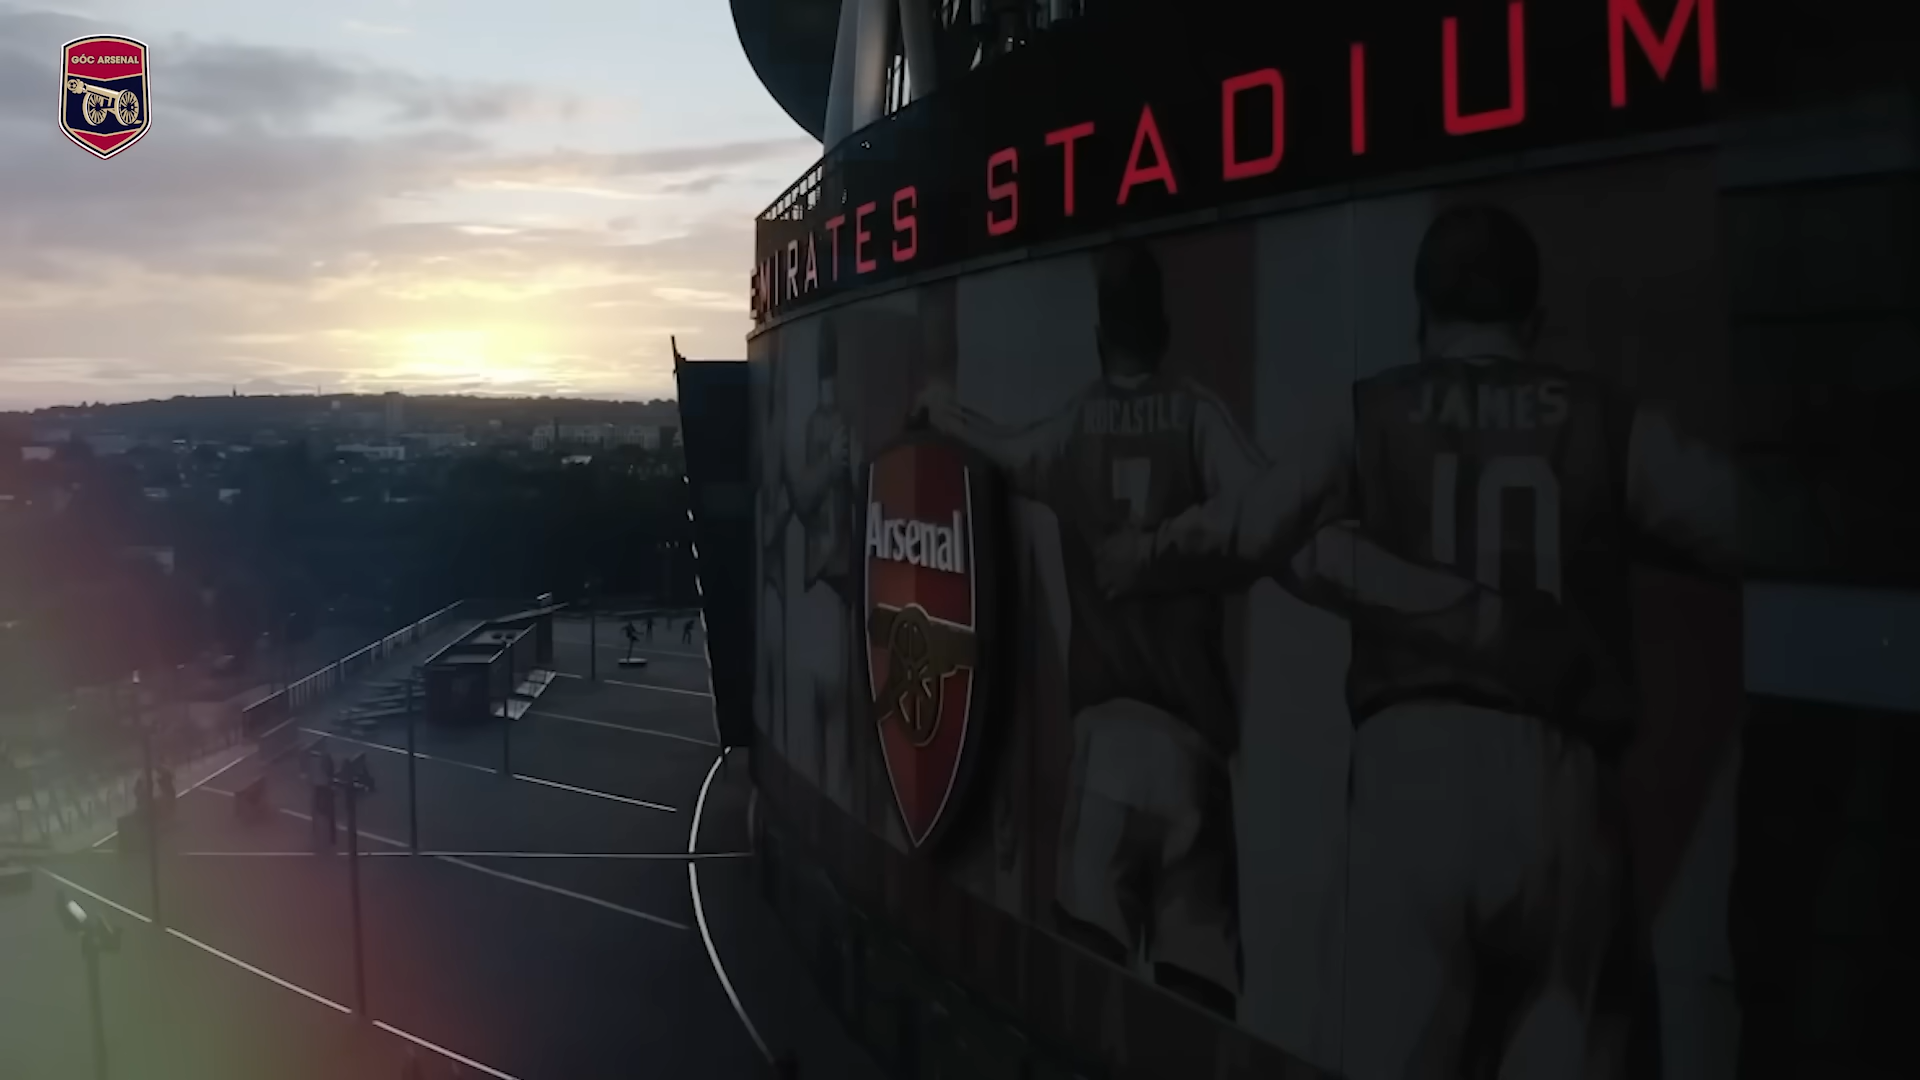 GÓC ARSENAL
EMIRATES STADIUM
ROCASTLE
7
JAMES
10
Arsenal